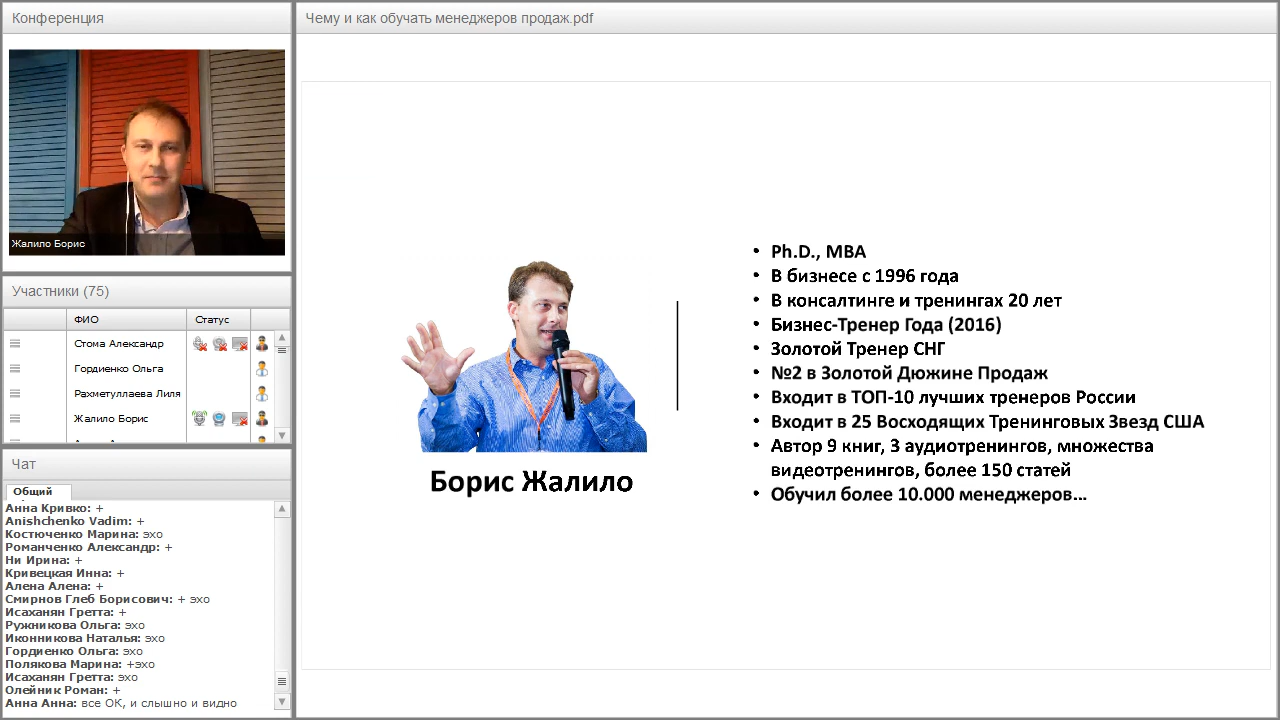 Конференция
Жалило Борис
Участники (75)
ФИО
Статус
Стома Александр
Гордиенко Ольга
Рахметуллаева Лиля
Жалило Борис
Чат
Общий
Анна Кривко: +
Anishchenko Vadim: +
Костюченко Марина: эхо
Романченко Александр: +
Ни Ирина: +
Кривецкая Инна: +
Алена Алена: +
Смирнов Глеб Борисович: + эхо
Исаханян Гретта: +
Ружникова Ольга: эхо
Иконникова Наталья: эхо
Гордиенко Ольга: эхо
Полякова Марина: +эхо
Исаханян Гретта: эхо
Олейник Роман: +
Анна Анна: все ОК, и слышно и видно
Чему и как обучать менеджеров продаж.pdf
Борис Жалило
• Ph.D., MBA
• В бизнесе с 1996 года
• В консалтинге и тренингах 20 лет
• Бизнес-Тренер Года (2016)
• Золотой Тренер СНГ
• №2 в Золотой Дюжине Продаж
• Входит в ТОП-10 лучших тренеров России
• Входит в 25 Восходящих Тренинговых Звезд США
• Автор 9 книг, 3 аудиотренингов, множества
видеотренингов, более 150 статей
• Обучил более 10.000 менеджеров…